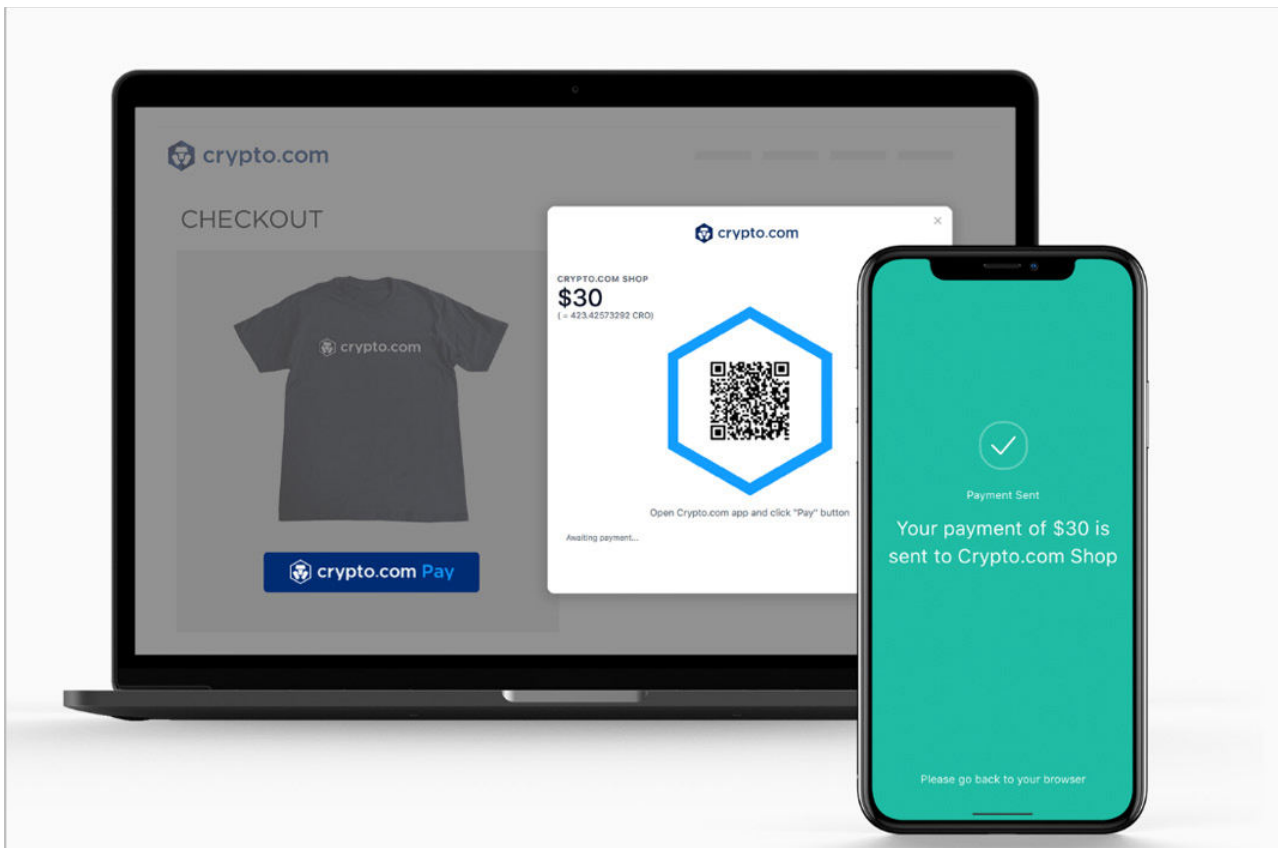 crypto.com
CHECKOUT
crypto.com
crypto.com Pay
crypto.com
×
CRYPTO.COM SHOP
$30
( = 423.42573292 CRO)
Open Crypto.com app and click "Pay" button
Awaiting payment...
Payment Sent
Your payment of $30 is
sent to Crypto.com Shop
Please go back to your browser